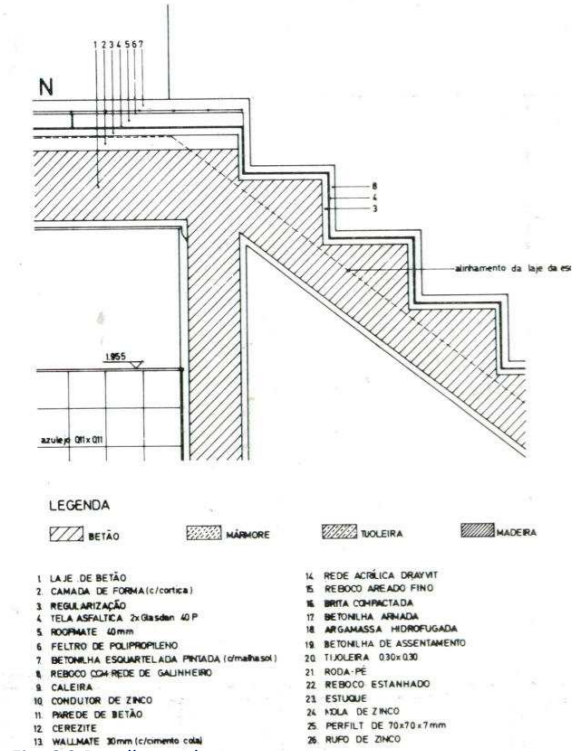 1 2 3 4 5 6 7
N
8
4
3
alinhamento da laje da esc
1.955
azulejo 0.11 x 0.11
LEGENDA
BETÃO
MÁRMORE
TIJOLEIRA
MADEIRA
1 LAJE DE BETÃO
2 CAMADA DE FORMA (c/cortica)
3 REGULARIZAÇÃO
4 TELA ASFALTICA 2x Glasdan 40 P
5 ROOFMATE 40mm
6 FELTRO DE POLIPROPILENO
7 BETONILHA ESQUARTELADA PINTADA (c/malhasol)
8 REBOCO COM REDE DE GALINHEIRO
9 CALEIRA
10 CONDUTOR DE ZINCO
11 PAREDE DE BETÃO
12 CEREZITE
13 WALLMATE 30mm (c/cimento cola)
14 REDE ACRÍLICA DRAYVIT
15 REBOCO AREADO FINO
16 BRITA COMPACTADA
17 BETONILHA ARMADA
18 ARGAMASSA HIDROFUGADA
19 BETONILHA DE ASSENTAMENTO
20 TIJOLEIRA 0.30x0.30
21 RODA-PÉ
22 REBOCO ESTANHADO
23 ESTUQUE
24 MOLA DE ZINCO
25 PERFIL T DE 70x70x7mm
26 RUFO DE ZINCO